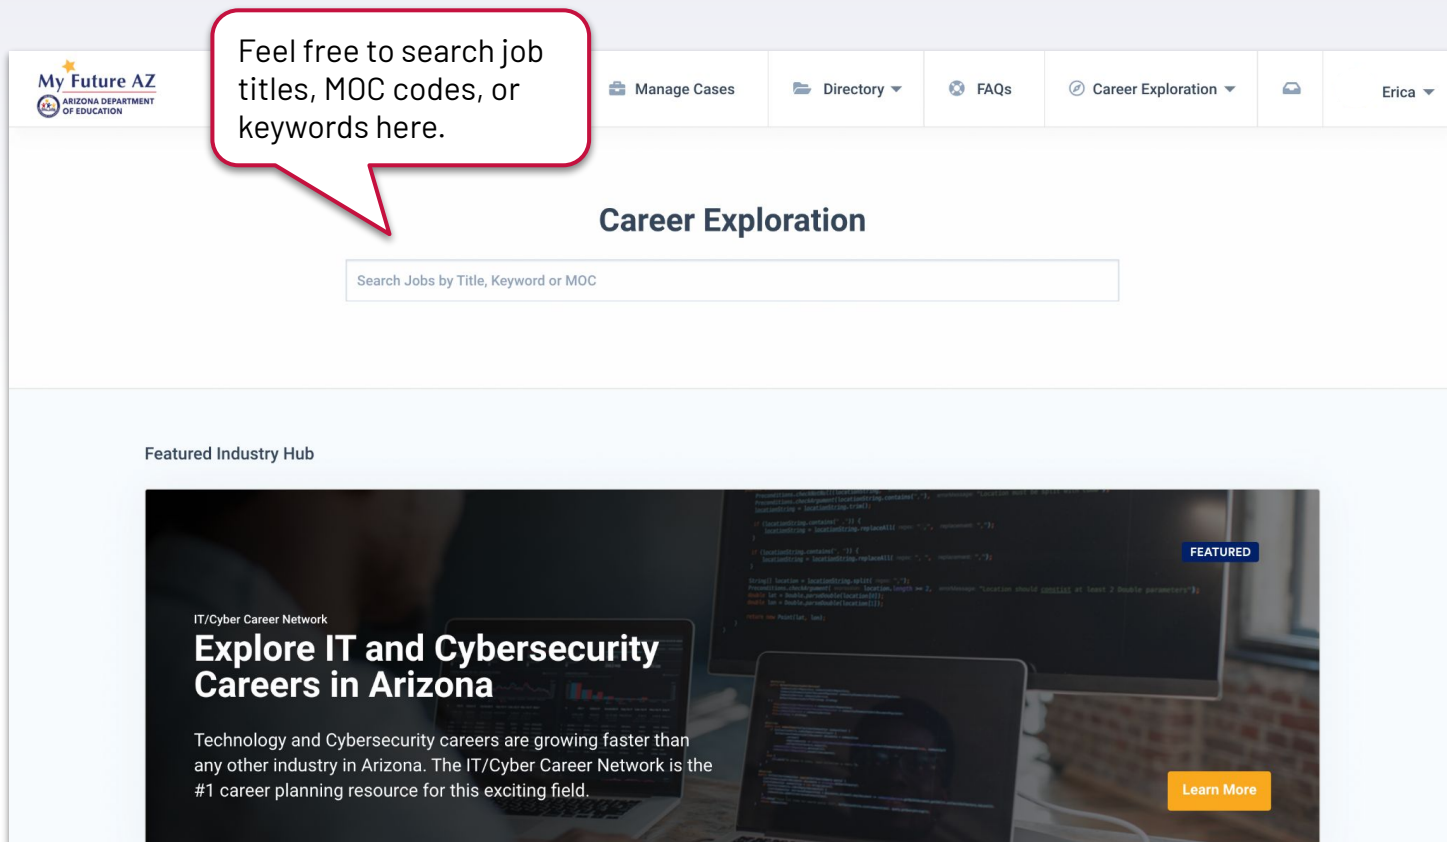 Feel free to search job
titles, MOC codes, or
keywords here.
My Future AZ
ARIZONA DEPARTMENT
OF EDUCATION
Manage Cases
Directory
FAQs
Career Exploration
Erica
Career Exploration
Search Jobs by Title, Keyword or MOC
Featured Industry Hub
FEATURED
IT/Cyber Career Network
Explore IT and Cybersecurity
Careers in Arizona
Technology and Cybersecurity careers are growing faster than
any other industry in Arizona. The IT/Cyber Career Network is the
#1 career planning resource for this exciting field.
Learn More